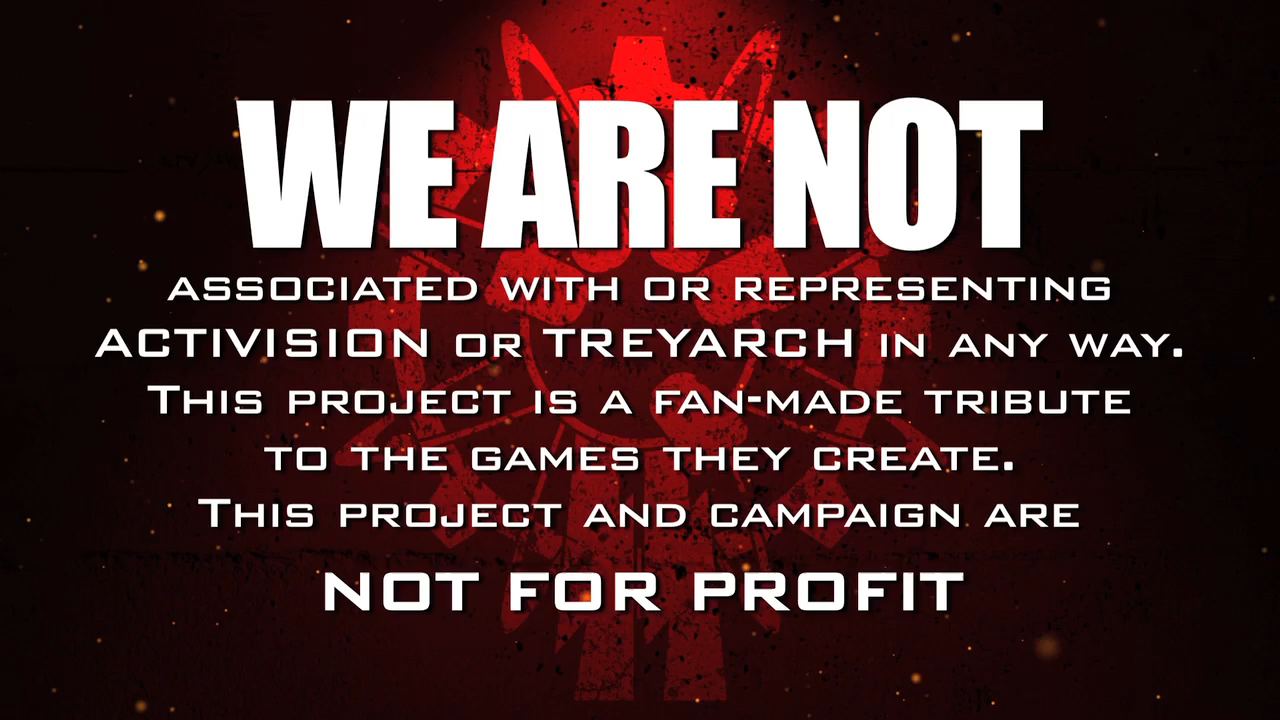 WE ARE NOT
ASSOCIATED WITH OR REPRESENTING
ACTIVISION OR TREYARCH IN ANY WAY.
THIS PROJECT IS A FAN-MADE TRIBUTE
TO THE GAMES THEY CREATE.
THIS PROJECT AND CAMPAIGN ARE
NOT FOR PROFIT